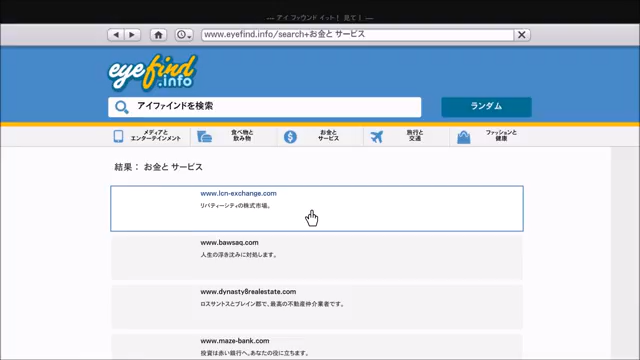 --- アイ ファウンド イット！ 見て！ ---
www.eyefind.info/search+お金と サービス
eyefind
.info
アイファインドを検索
ランダム
メディアと
エンターテインメント
食べ物と
飲み物
お金と
サービス
旅行と
交通
ファッションと
健康
結果： お金と サービス
www.lcn-exchange.com
リバティーシティの株式市場。
www.bawsaq.com
人生の浮き沈みに対処します。
www.dynasty8realestate.com
ロスサントスとブレイン郡で、最高の不動産仲介業者です。
www.maze-bank.com
投資は赤い銀行へ。あなたの役に立ちます。